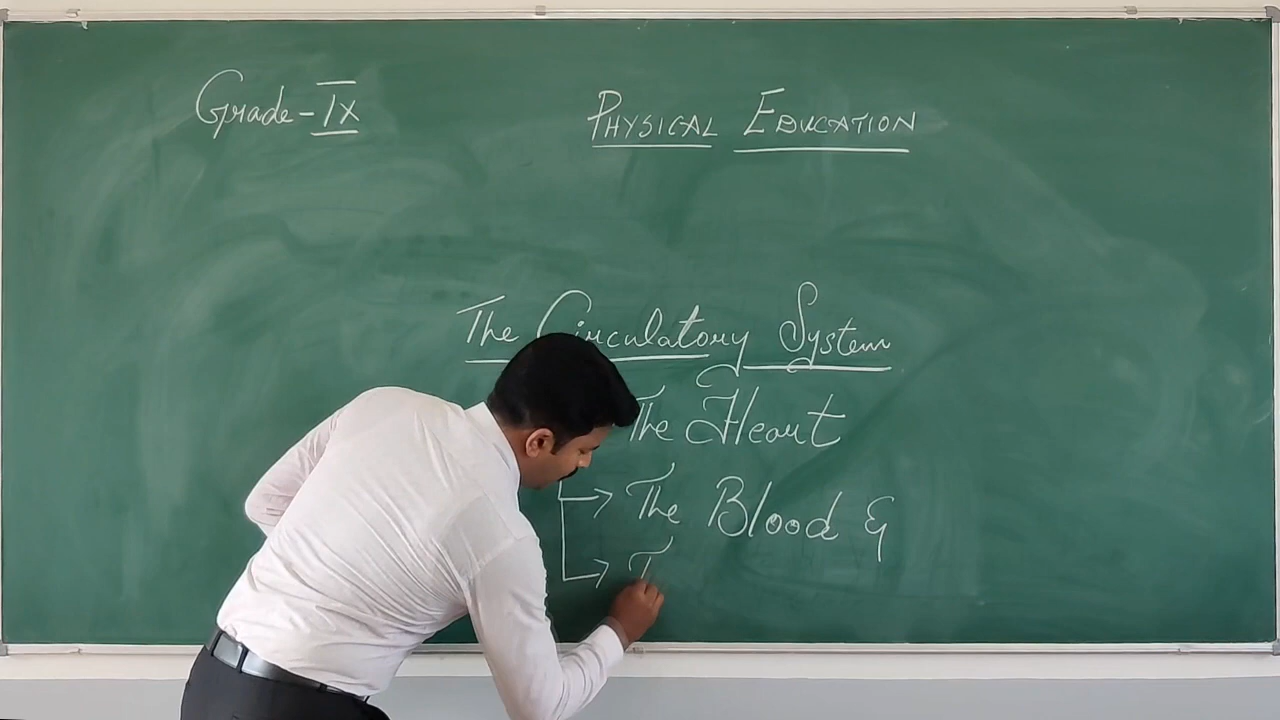 Grade-IX
PHYSICAL EDUCATION
The Circulatory System
The Heart
The Blood &
T